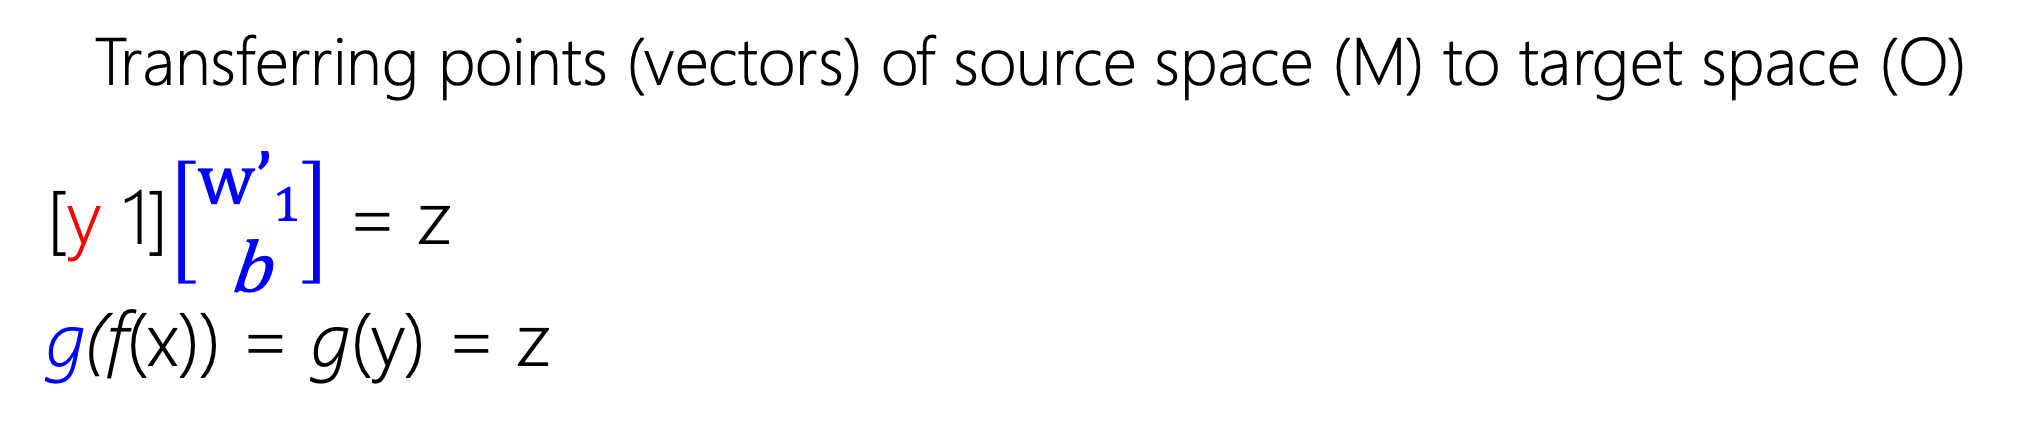 Transferring points (vectors) of source space (M) to target space (O)
[y 1][w’₁ b] = z
g(f(x)) = g(y) = z